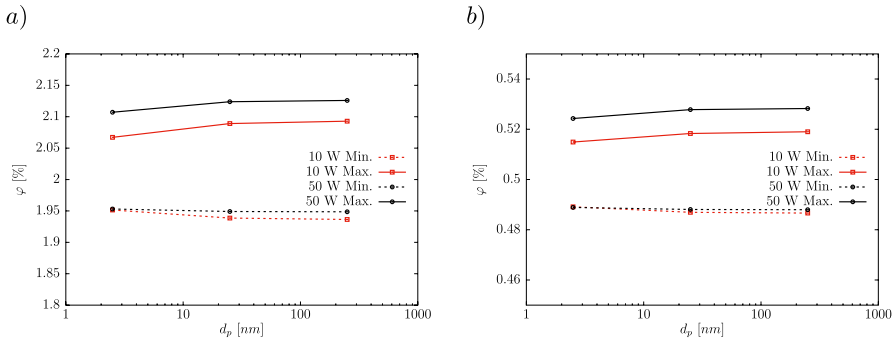 a)
2.2
2.15
2.1
2.05
2
1.95
1.9
1.85
1.8
φ [%]
1
10
100
1000
d_p [nm]
10 W Min.
10 W Max.
50 W Min.
50 W Max.
b)
0.54
0.52
0.5
0.48
0.46
φ [%]
1
10
100
1000
d_p [nm]
10 W Min.
10 W Max.
50 W Min.
50 W Max.